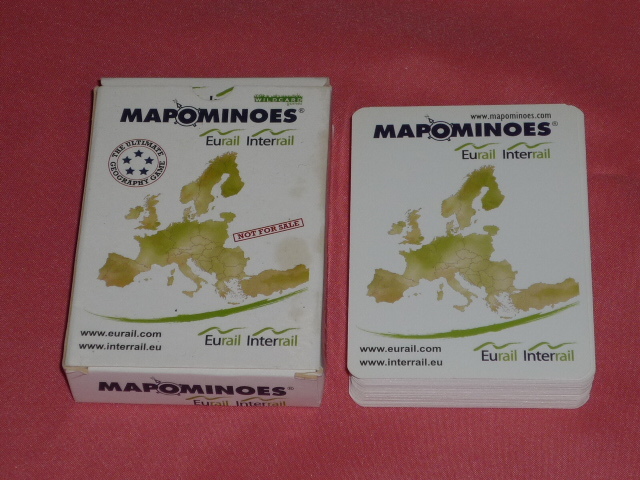 WILDCARD
MAPOMINOES®
Eurail Interrail
THE ULTIMATE
GEOGRAPHY GAME
NOT FOR SALE
www.eurail.com
www.interrail.eu
Eurail Interrail
MAPOMINOES®
Eurail Interrail
www.mapominoes.com
MAPOMINOES®
Eurail Interrail
www.eurail.com
www.interrail.eu
Eurail Interrail